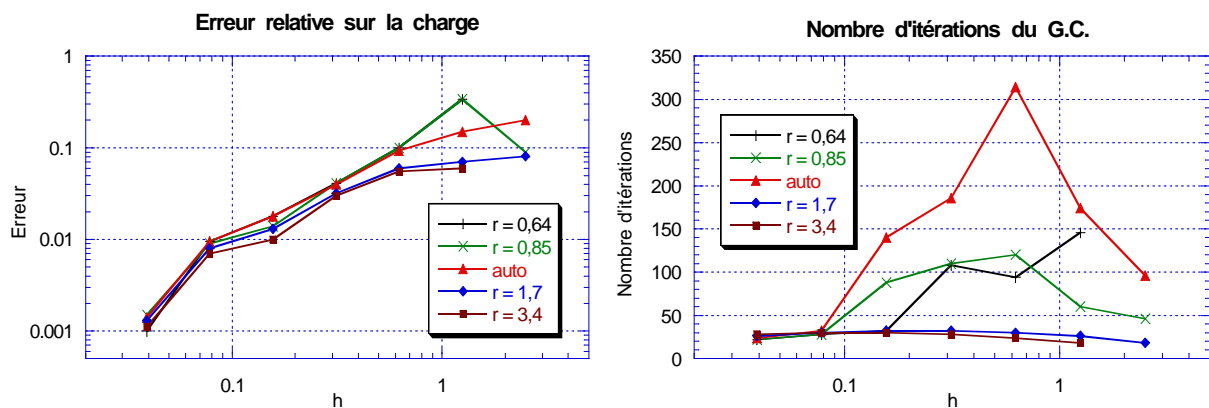 Erreur relative sur la charge
1
0.1
0.01
0.001
Erreur
0.1
1
h
r = 0,64
r = 0,85
auto
r = 1,7
r = 3,4
Nombre d'itérations du G.C.
350
300
250
200
150
100
50
0
Nombre d'itérations
0.1
1
h
r = 0,64
r = 0,85
auto
r = 1,7
r = 3,4